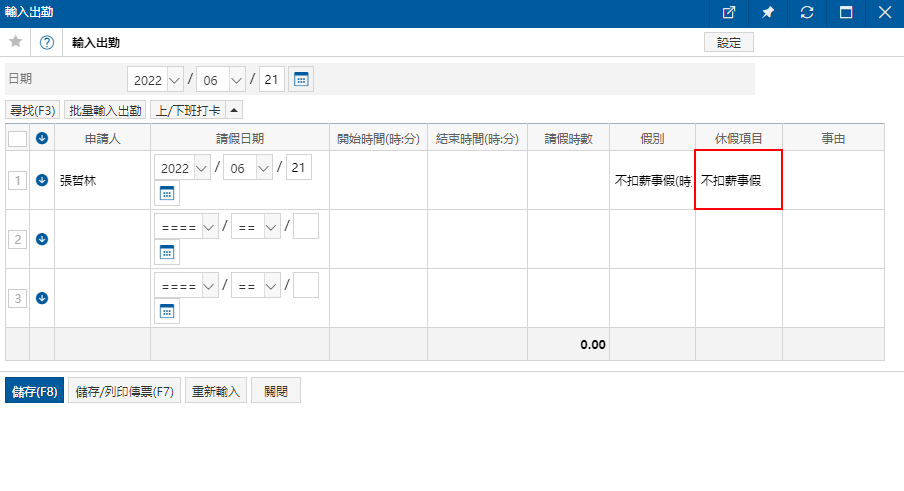 輸入出勤
輸入出勤
設定
日期
2022 / 06 / 21
尋找(F3) 批量輸入出勤 上/下班打卡
申請人 請假日期 開始時間(時:分) 結束時間(時:分) 請假時數 假別 休假項目 事由
1 張哲林 2022 / 06 / 21 不扣薪事假(時 不扣薪事假
2 ==== / == /
3 ==== / == /
0.00
儲存(F8) 儲存/列印傳票(F7) 重新輸入 關閉